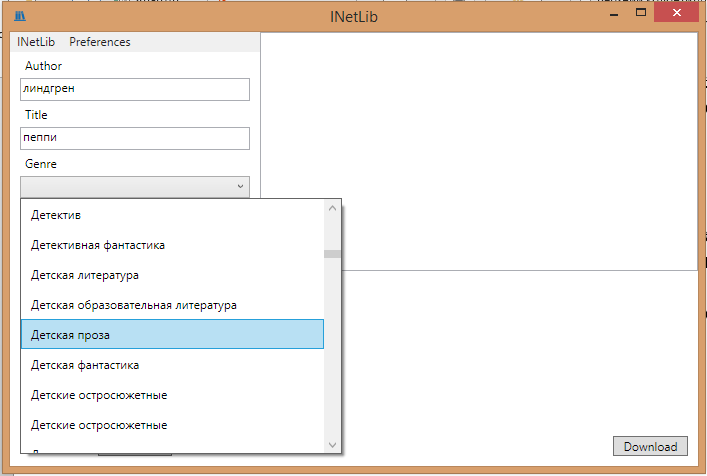 INetLib
INetLib Preferences
Author
линдгрен
Title
пеппи
Genre
Детектив
Детективная фантастика
Детская литература
Детская образовательная литература
Детская проза
Детская фантастика
Детские остросюжетные
Детские остросюжетные
Download